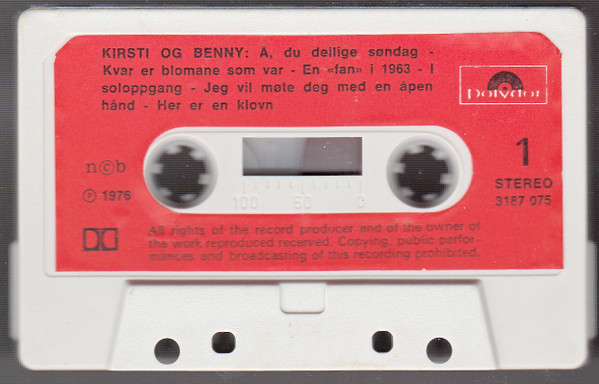 KIRSTI OG BENNY: Å, du deilige søndag -
Kvar er blomane som var - En «fan» i 1963 - I
soloppgang - Jeg vil møte deg med en åpen
hånd - Her er en klovn
Polydor
n©b
℗ 1976
100 50 0
1
STEREO
3187 075
All rights of the record producer and of the owner of
the work reproduced received. Copying, public perfor-
mances and broadcasting of this recording prohibited.